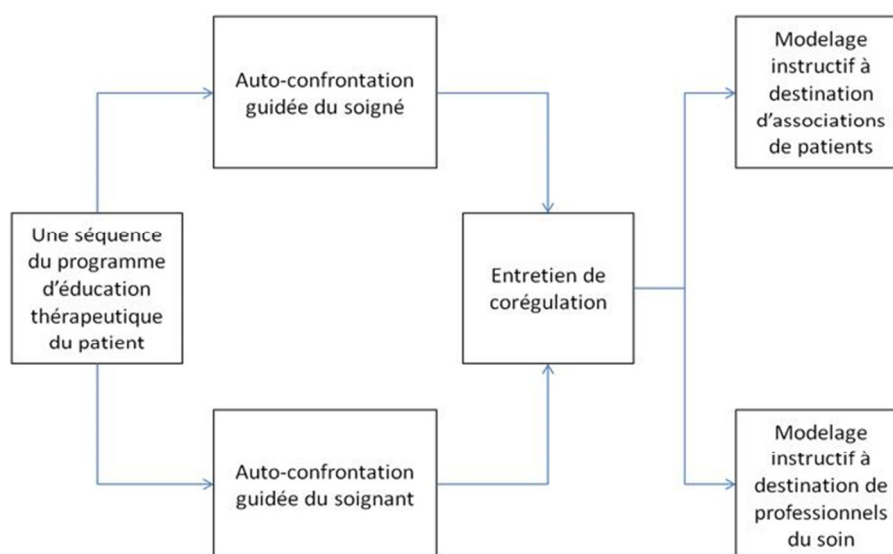 Une séquence
du programme
d'éducation
thérapeutique
du patient
Auto-confrontation
guidée du soigné
Auto-confrontation
guidée du soignant
Entretien de
corégulation
Modelage
instructif à
destination
d'associations
de patients
Modelage
instructif à
destination de
professionnels
du soin